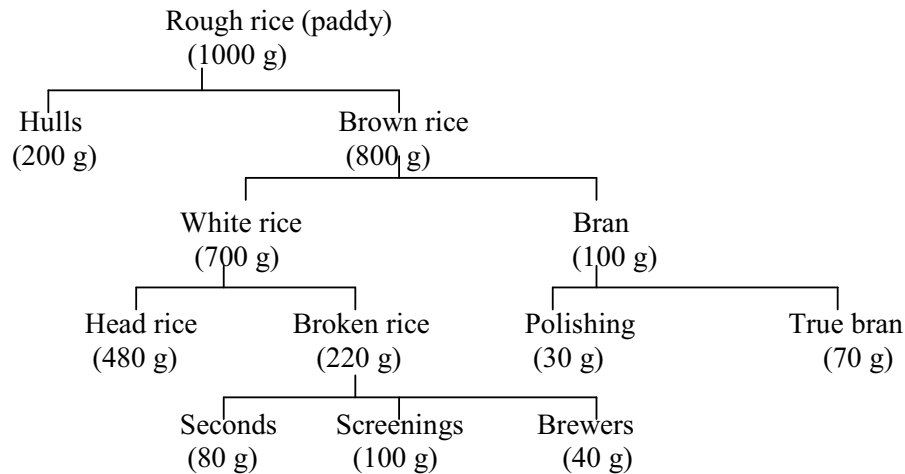 Rough rice (paddy)
(1000 g)
Hulls Brown rice
(200 g) (800 g)
White rice Bran
(700 g) (100 g)
Head rice Broken rice Polishing True bran
(480 g) (220 g) (30 g) (70 g)
Seconds Screenings Brewers
(80 g) (100 g) (40 g)